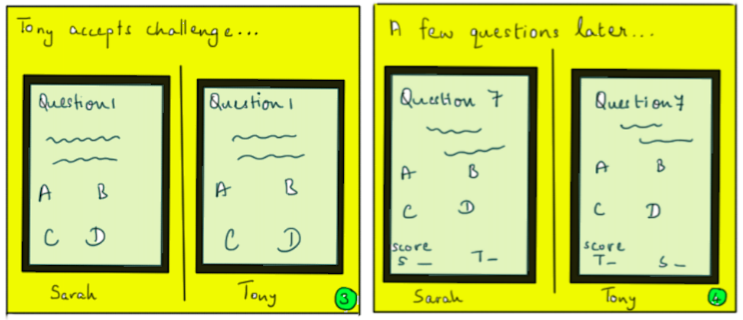 Tony accepts challenge...
Question 1
A B
C D
Sarah
Question 1
A B
C D
Tony
3
A few questions later...
Question 7
A B
C D
score
S _ T _
Sarah
Question 7
A B
C D
score
T _ S _
Tony
4